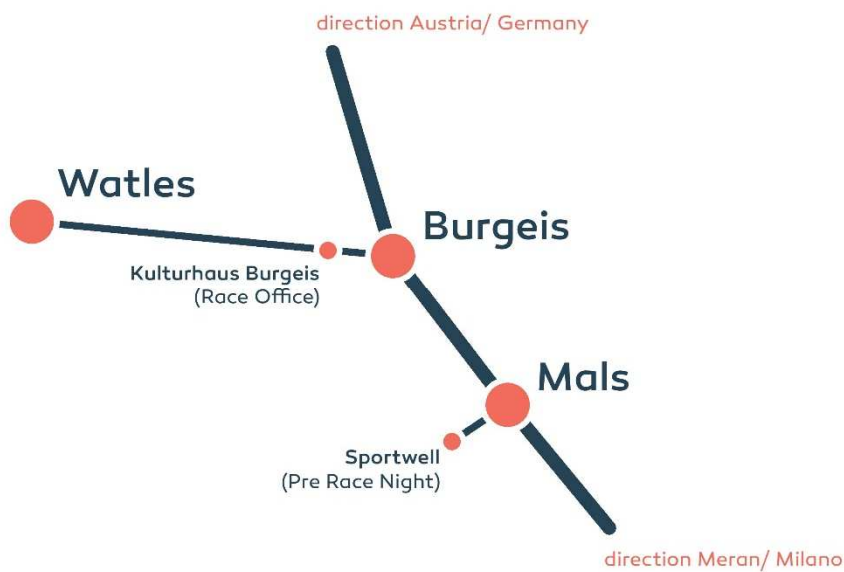 direction Austria/ Germany
Watles
Burgeis
Kulturhaus Burgeis
(Race Office)
Mals
Sportwell
(Pre Race Night)
direction Meran/ Milano